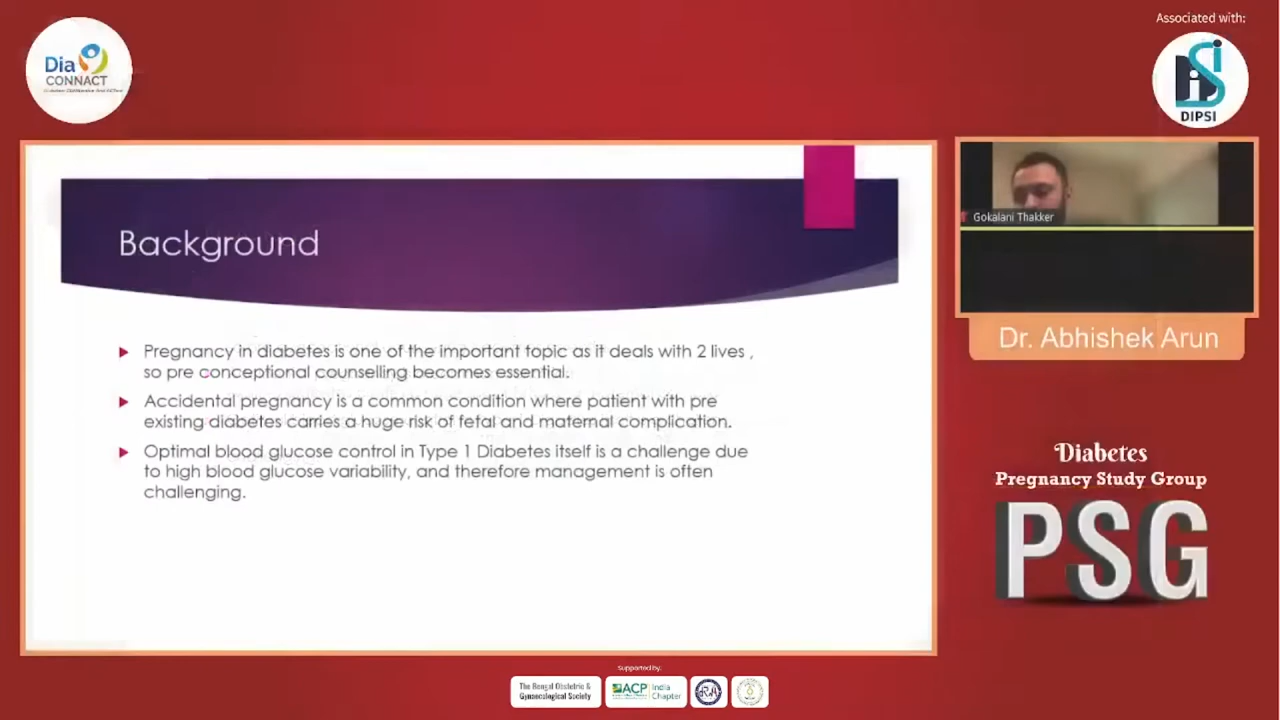 Associated with:
Dia
CONNACT
DIPSI
Background
Pregnancy in diabetes is one of the important topic as it deals with 2 lives ,
so pre conceptional counselling becomes essential.
Accidental pregnancy is a common condition where patient with pre
existing diabetes carries a huge risk of fetal and maternal complication.
Optimal blood glucose control in Type 1 Diabetes itself is a challenge due
to high blood glucose variability, and therefore management is often
challenging.
Gokalani Thakker
Dr. Abhishek Arun
Diabetes
Pregnancy Study Group
PSG
Supported by:
The Bengal Obstetric &
Gynaecological Society
ACP
India
Chapter